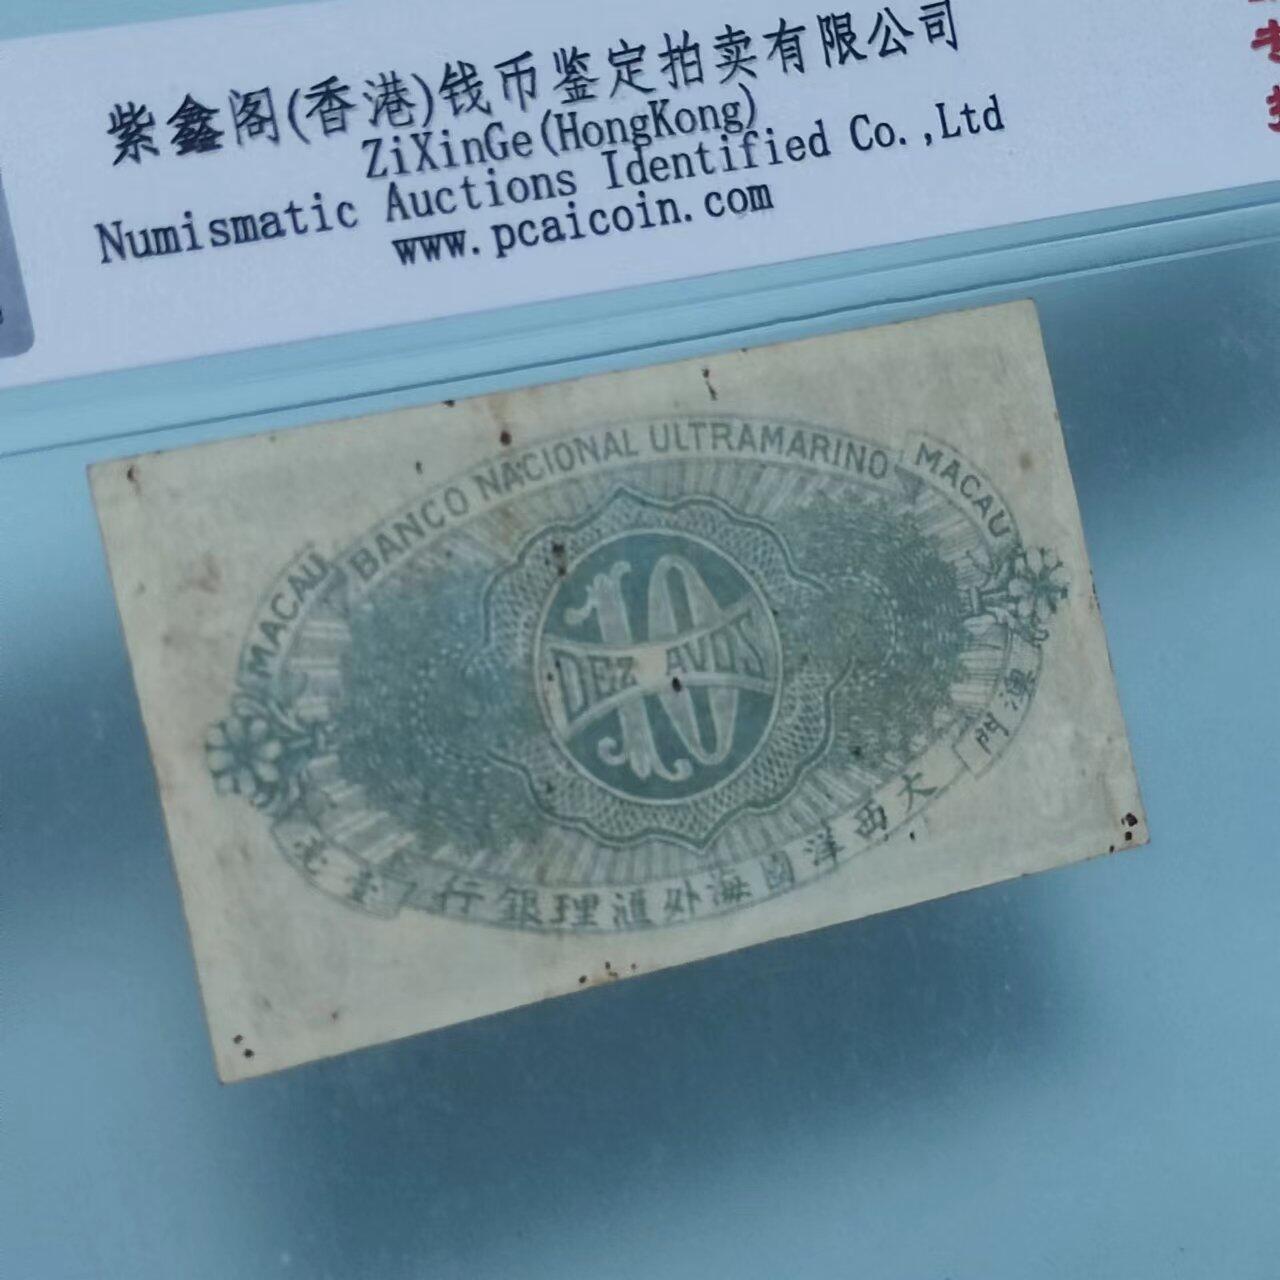 紫鑫阁(香港)钱币鉴定拍卖有限公司
ZiXinGe(HongKong)
Numismatic Auctions Identified Co.,Ltd
www.pcaicoin.com
MACAU BANCO NACIONAL ULTRAMARINO MACAU
10
DEZ AVOS
壹毫 行銀理滙外海國洋西大 門澳